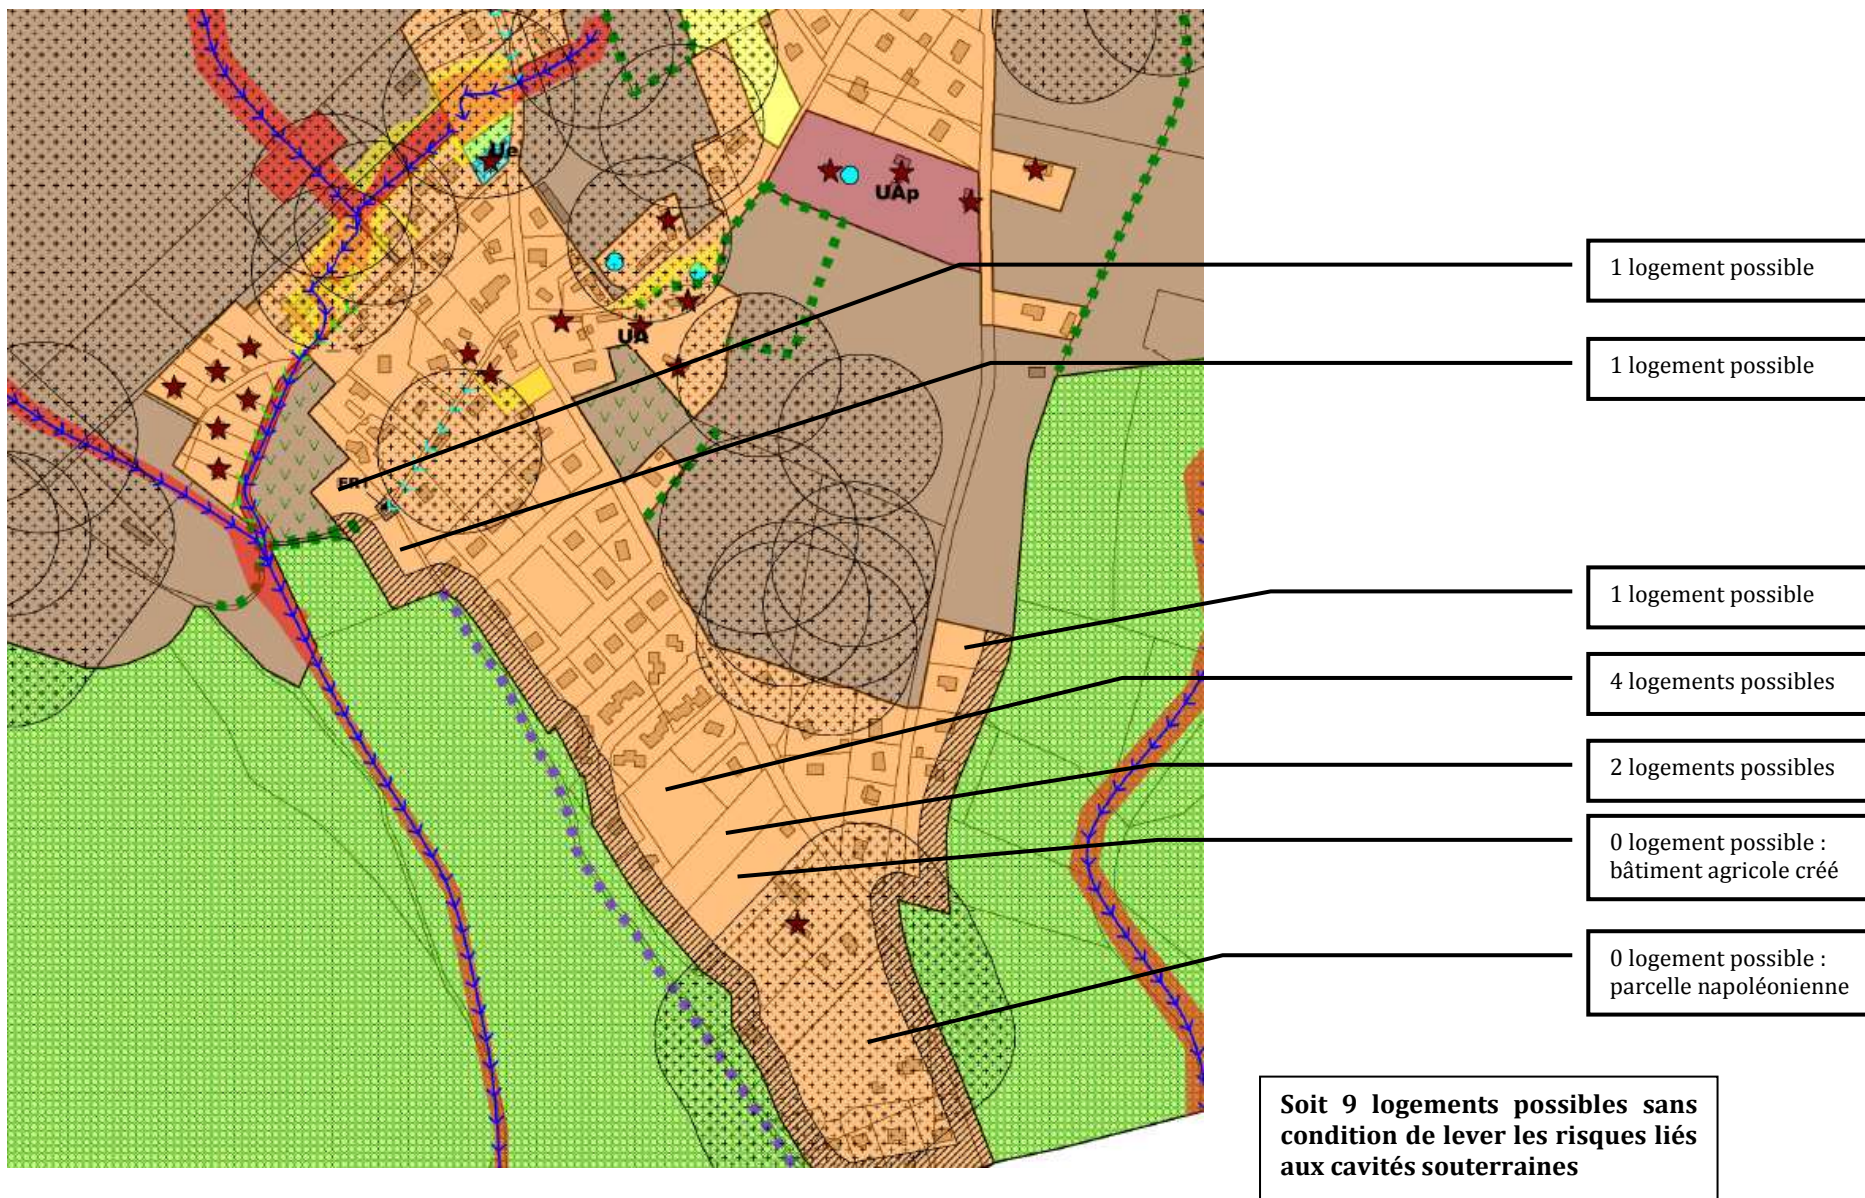 Ue
UAp
1 logement possible
UA
1 logement possible
ER1
1 logement possible
4 logements possibles
2 logements possibles
0 logement possible :
bâtiment agricole créé
0 logement possible :
parcelle napoléonienne
Soit 9 logements possibles sans
condition de lever les risques liés
aux cavités souterraines